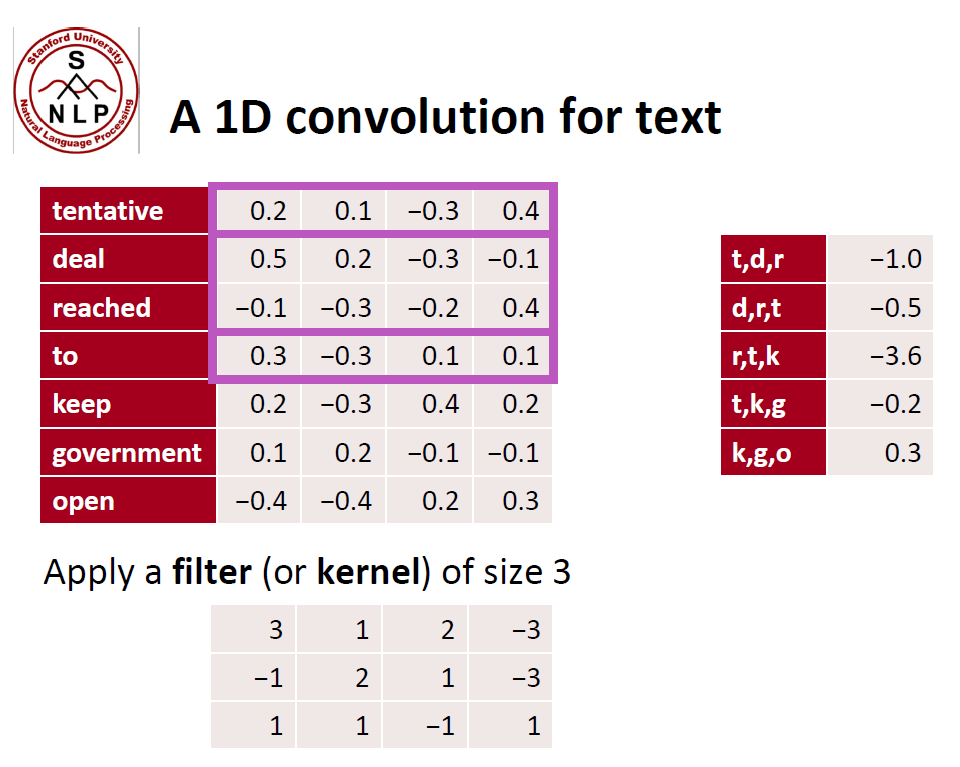 Stanford University
S
NLP
Natural Language Processing
A 1D convolution for text
tentative 0.2 0.1 −0.3 0.4
deal 0.5 0.2 −0.3 −0.1
reached −0.1 −0.3 −0.2 0.4
to 0.3 −0.3 0.1 0.1
keep 0.2 −0.3 0.4 0.2
government 0.1 0.2 −0.1 −0.1
open −0.4 −0.4 0.2 0.3
t,d,r −1.0
d,r,t −0.5
r,t,k −3.6
t,k,g −0.2
k,g,o 0.3
Apply a filter (or kernel) of size 3
3 1 2 −3
−1 2 1 −3
1 1 −1 1